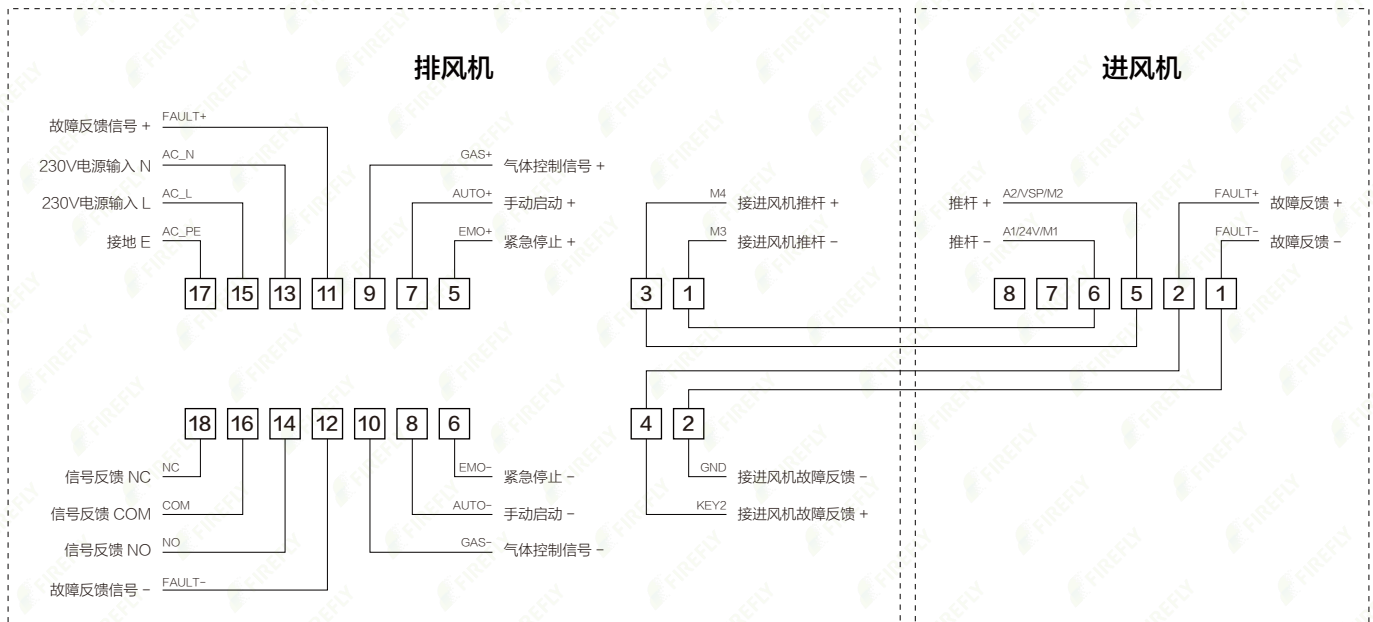 排风机
进风机
故障反馈信号 + FAULT+
230V电源输入 N AC_N
230V电源输入 L AC_L
接地 E AC_PE
GAS+ 气体控制信号 +
AUTO+ 手动启动 +
EMO+ 紧急停止 +
M4 接进风机推杆 +
M3 接进风机推杆 -
推杆 + A2/VSP/M2
推杆 - A1/24V/M1
FAULT+ 故障反馈 +
FAULT- 故障反馈 -
17 15 13 11 9 7 5 3 1 8 7 6 5 2 1
18 16 14 12 10 8 6 4 2
信号反馈 NC NC
信号反馈 COM COM
信号反馈 NO NO
故障反馈信号 - FAULT-
EMO- 紧急停止 -
AUTO- 手动启动 -
GAS- 气体控制信号 -
GND 接进风机故障反馈 -
KEY2 接进风机故障反馈 +
FIREFLY